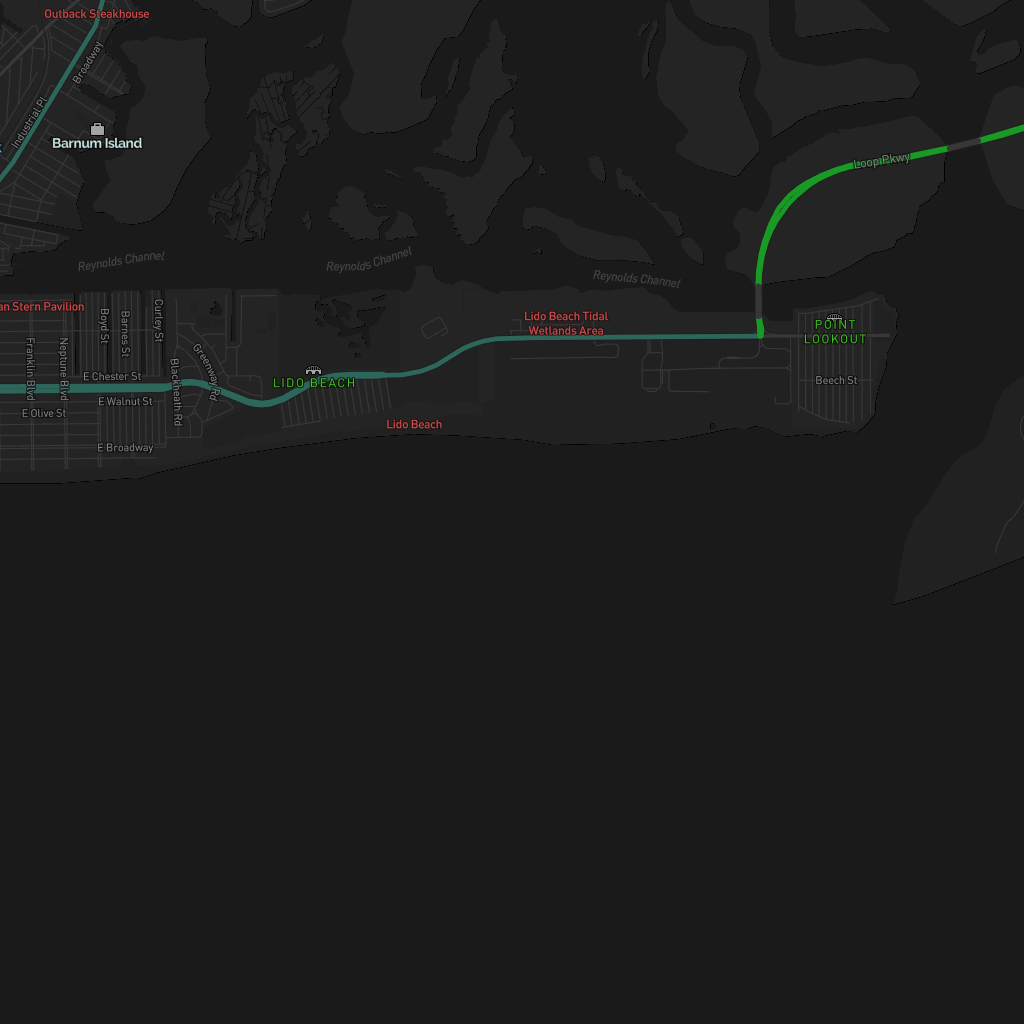 Outback Steakhouse
Broadway
Industrial Pl
Barnum Island
Loop Pkwy
Reynolds Channel
Reynolds Channel
Reynolds Channel
an Stern Pavilion
Curley St
Boyd St
Barnes St
Lido Beach Tidal
Wetlands Area
POINT
LOOKOUT
Franklin Blvd
Neptune Blvd
Greenway Rd
Blackheath Rd
E Chester St
LIDO BEACH
Beech St
E Walnut St
E Olive St
Lido Beach
E Broadway